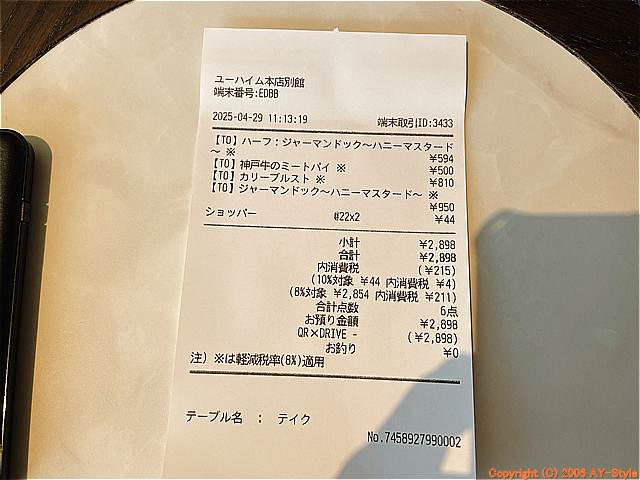 ユーハイム本店別館
端末番号:EDBB
2025-04-29 11:13:19 端末取引ID:3433
【TO】ハーフ:ジャーマンドック～ハニーマスタード
～ ※ ¥594
【TO】神戸牛のミートパイ ※ ¥500
【TO】カリーブルスト ※ ¥810
【TO】ジャーマンドック～ハニーマスタード～ ※
¥950
ショッパー @22x2 ¥44
小計 ¥2,898
合計 ¥2,898
内消費税 (¥215)
(10%対象 ¥44 内消費税 ¥4)
(8%対象 ¥2,854 内消費税 ¥211)
合計点数 6点
お預り金額 ¥2,898
QR×DRIVE - (¥2,898)
お釣り ¥0
注) ※は軽減税率(8%)適用
テーブル名 : テイク
No.7458927990002
Copyright (C) 2006 AY-Style